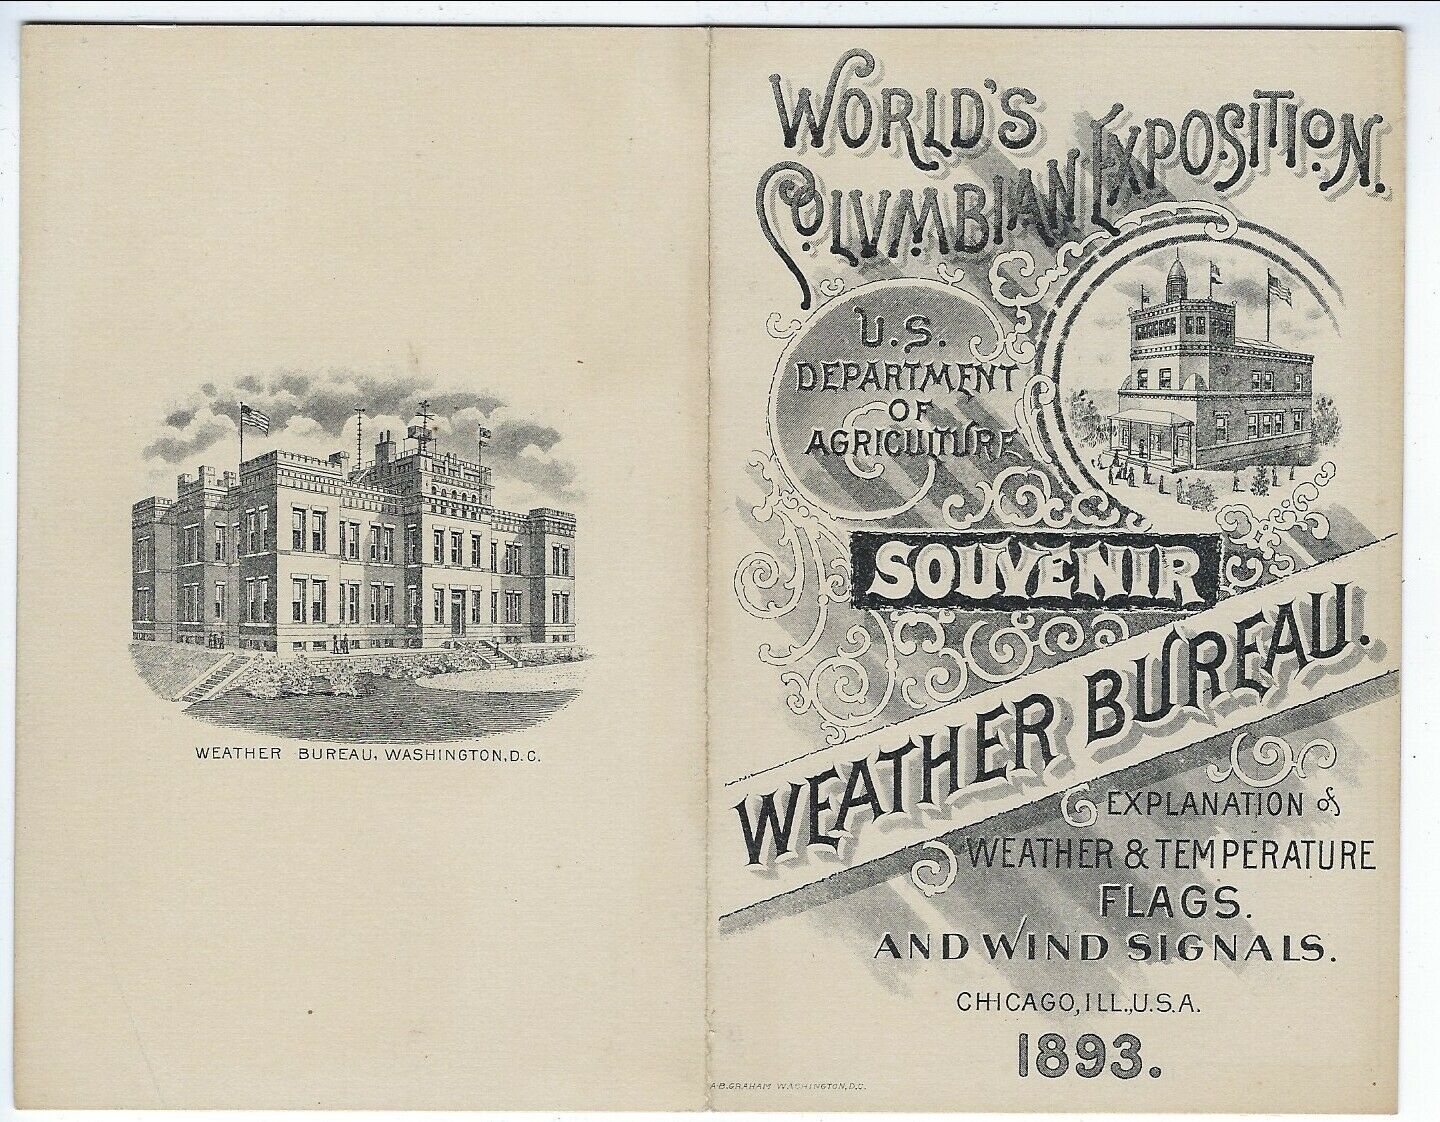 WEATHER BUREAU, WASHINGTON, D.C.
WORLD'S
COLVMBIAN EXPOSITION.
U.S.
DEPARTMENT
OF
AGRICULTURE
SOUVENIR
WEATHER BUREAU.
EXPLANATION of
WEATHER & TEMPERATURE
FLAGS.
AND WIND SIGNALS.
CHICAGO, ILL., U.S.A.
1893.
A.B. GRAHAM WASHINGTON, D.C.